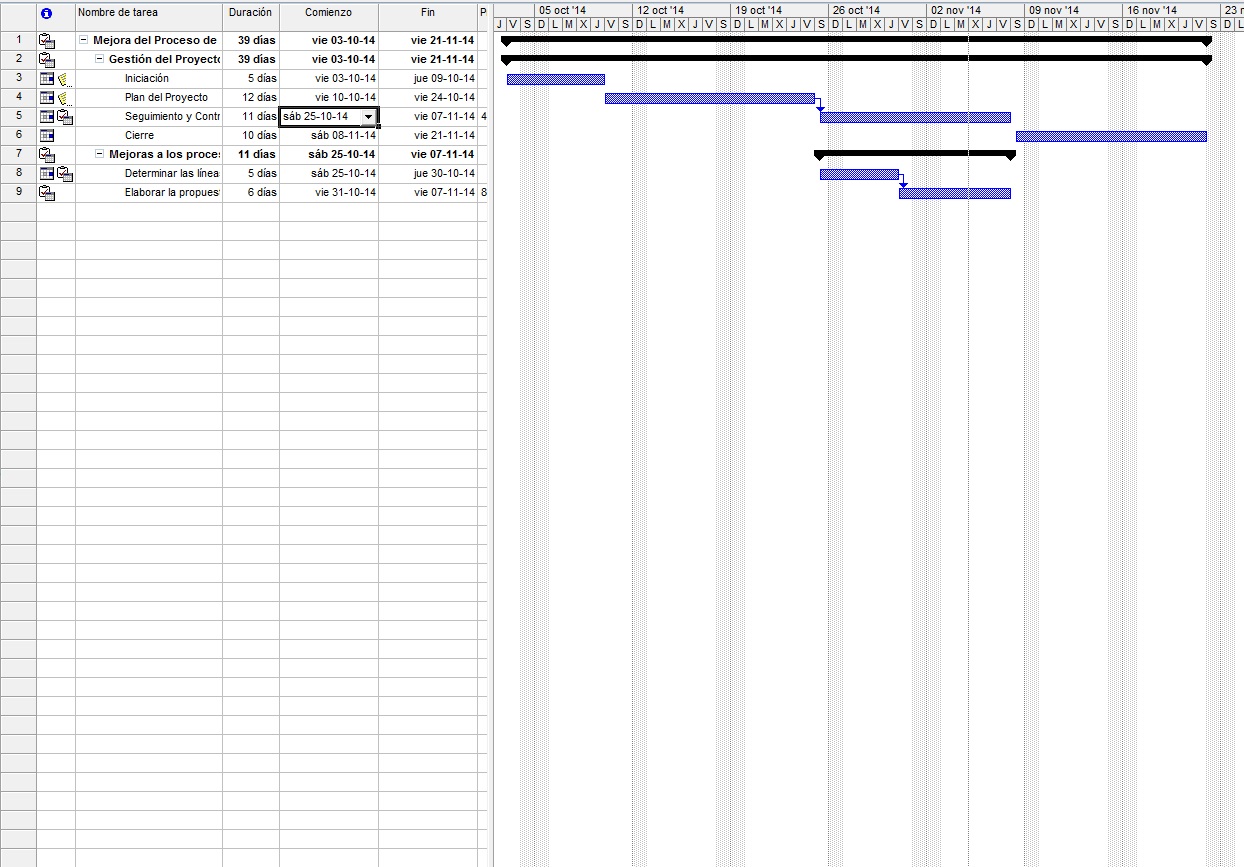 Nombre de tarea Duración Comienzo Fin P 05 oct '14 12 oct '14 19 oct '14 26 oct '14 02 nov '14 09 nov '14 16 nov '14 23 n
J V S D L M X J V S D L M X J V S D L M X J V S D L M X J V S D L M X J V S D L M X J V S D L M X J V S D L
1 Mejora del Proceso de 39 días vie 03-10-14 vie 21-11-14
2 Gestión del Proyecto 39 días vie 03-10-14 vie 21-11-14
3 Iniciación 5 días vie 03-10-14 jue 09-10-14
4 Plan del Proyecto 12 días vie 10-10-14 vie 24-10-14
5 Seguimiento y Contr 11 días sáb 25-10-14 vie 07-11-14 4
6 Cierre 10 días sáb 08-11-14 vie 21-11-14
7 Mejoras a los proces 11 días sáb 25-10-14 vie 07-11-14
8 Determinar las línea 5 días sáb 25-10-14 jue 30-10-14
9 Elaborar la propues 6 días vie 31-10-14 vie 07-11-14 8